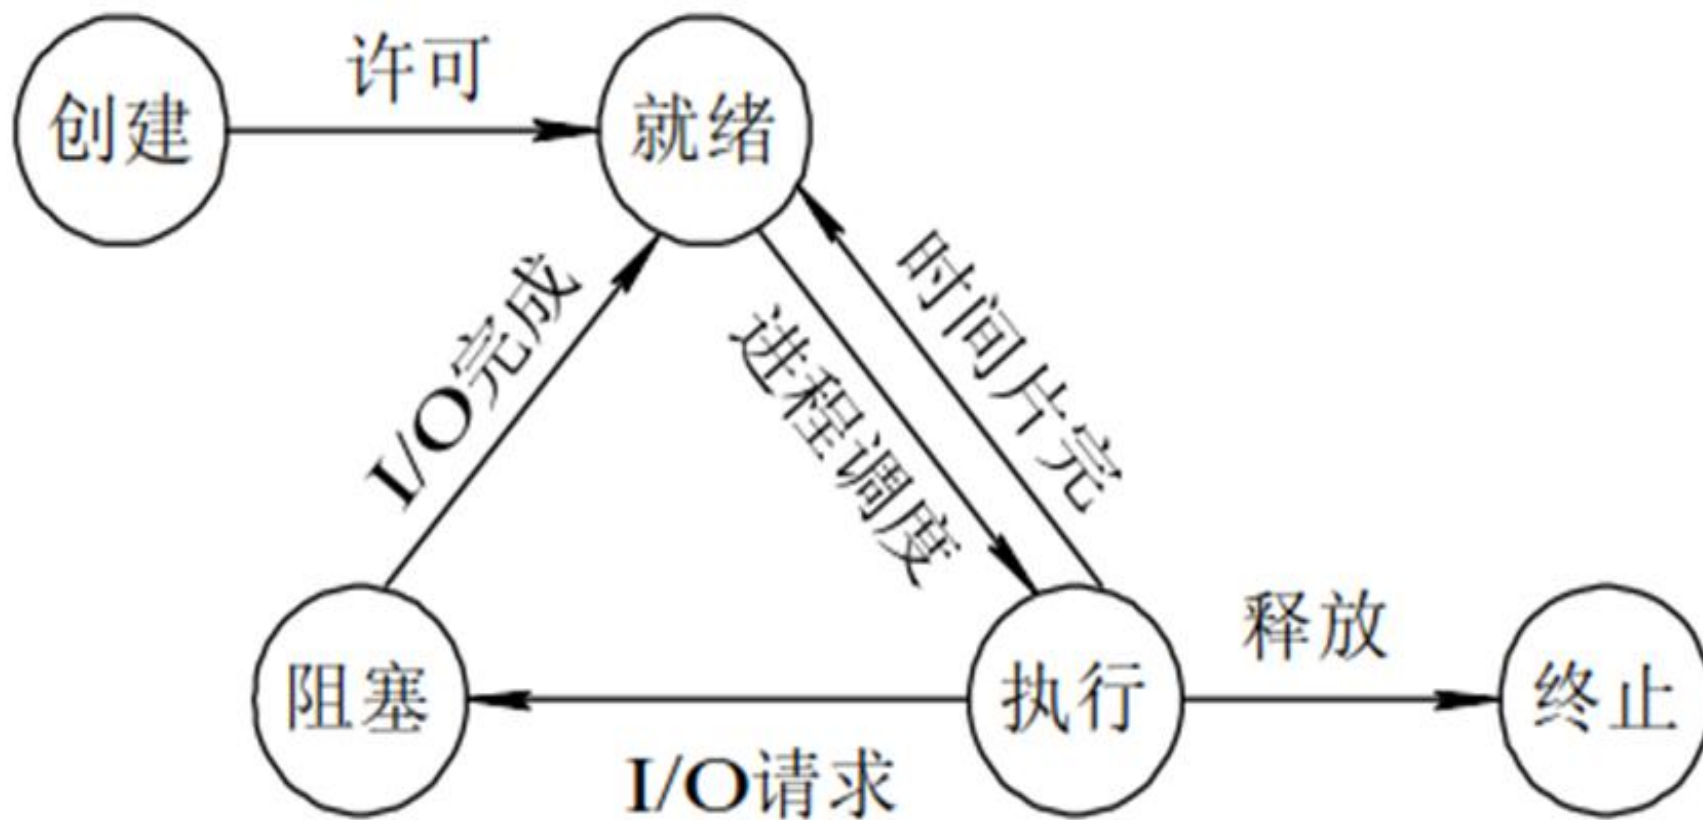 创建
许可
就绪
I/O完成
进程调度
时间片完
阻塞
I/O请求
执行
释放
终止